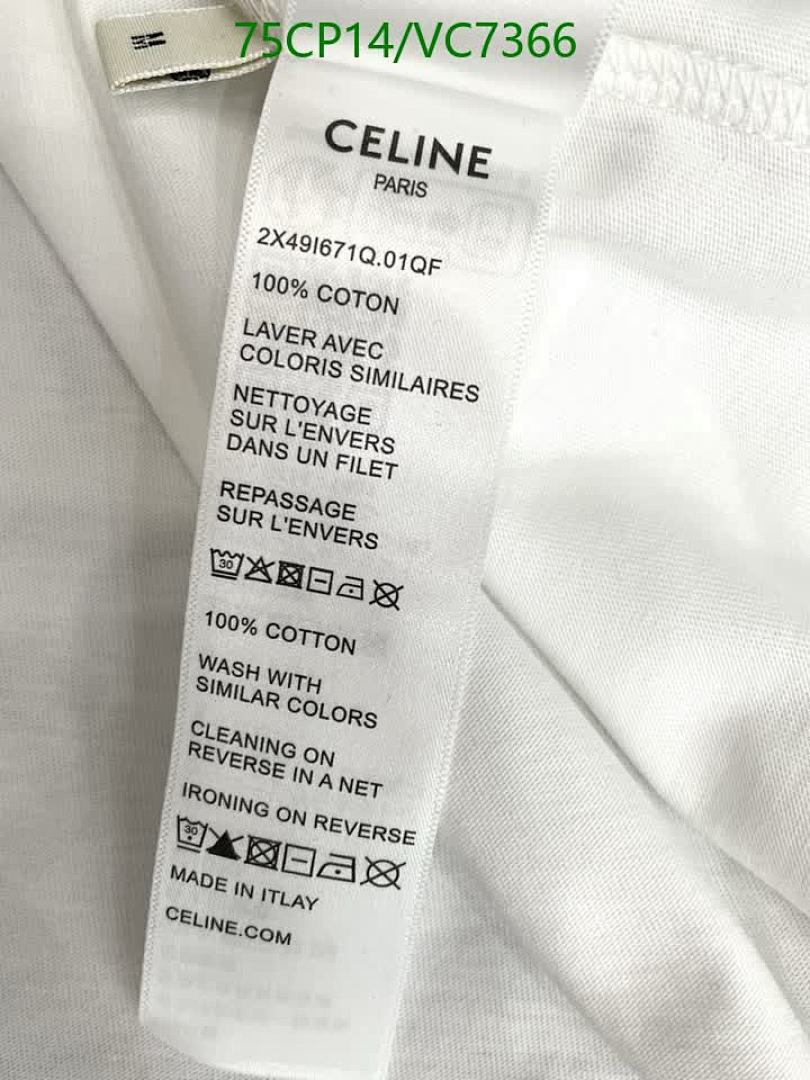 75CP14/VC7366
CELINE
PARIS
2X49I671Q.01QF
100% COTON
LAVER AVEC
COLORIS SIMILAIRES
NETTOYAGE
SUR L'ENVERS
DANS UN FILET
REPASSAGE
SUR L'ENVERS
30
100% COTTON
WASH WITH
SIMILAR COLORS
CLEANING ON
REVERSE IN A NET
IRONING ON REVERSE
30
MADE IN ITLAY
CELINE.COM